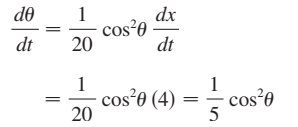 dθ/dt = 1/20 cos²θ dx/dt
= 1/20 cos²θ (4) = 1/5 cos²θ